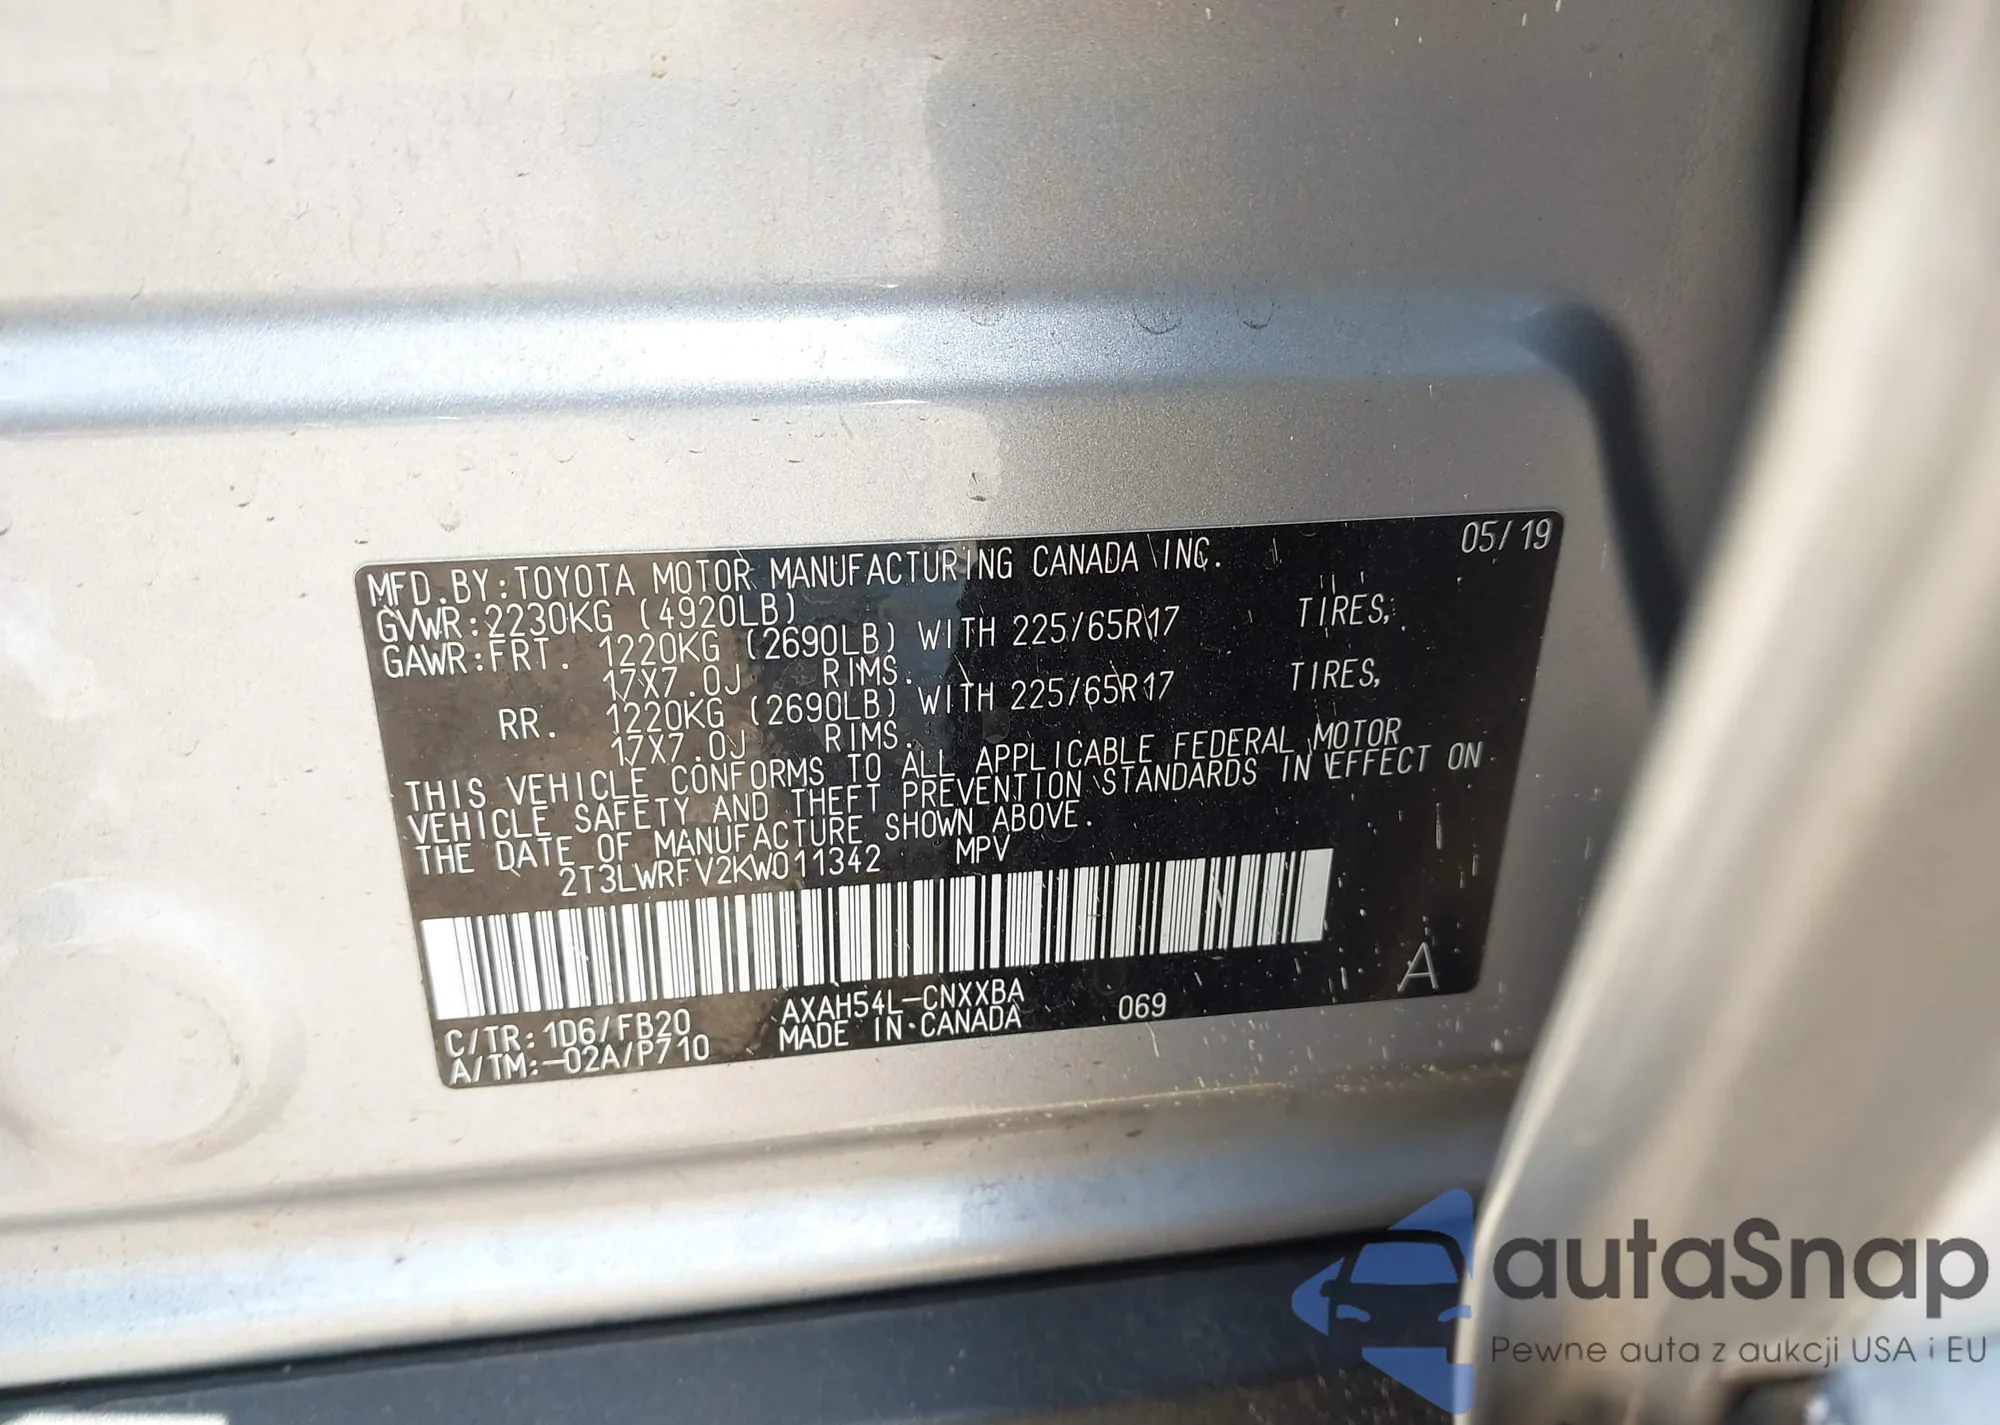 05/19
MFD.BY:TOYOTA MOTOR MANUFACTURING CANADA INC.
GVWR:2230KG (4920LB)
GAWR:FRT. 1220KG (2690LB) WITH 225/65R17 TIRES,
17X7.0J RIMS.
RR. 1220KG (2690LB) WITH 225/65R17 TIRES,
17X7.0J RIMS.
THIS VEHICLE CONFORMS TO ALL APPLICABLE FEDERAL MOTOR
VEHICLE SAFETY AND THEFT PREVENTION STANDARDS IN EFFECT ON
THE DATE OF MANUFACTURE SHOWN ABOVE.
2T3LWRFV2KW011342 MPV
A
C/TR:1D6/FB20 AXAH54L-CNXXBA 069
A/TM:-02A/P710 MADE IN CANADA
autaSnap
Pewne auta z aukcji USA i EU